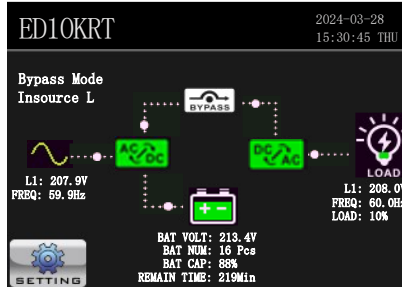 ED10KRT
2024-03-28
15:30:45 THU
Bypass Mode
Insource L
BYPASS
AC DC
DC AC
LOAD
L1: 207.9V
FREQ: 59.9Hz
L1: 208.0V
FREQ: 60.0Hz
LOAD: 10%
BAT VOLT: 213.4V
BAT NUM: 16 Pcs
BAT CAP: 88%
REMAIN TIME: 219Min
SETTING